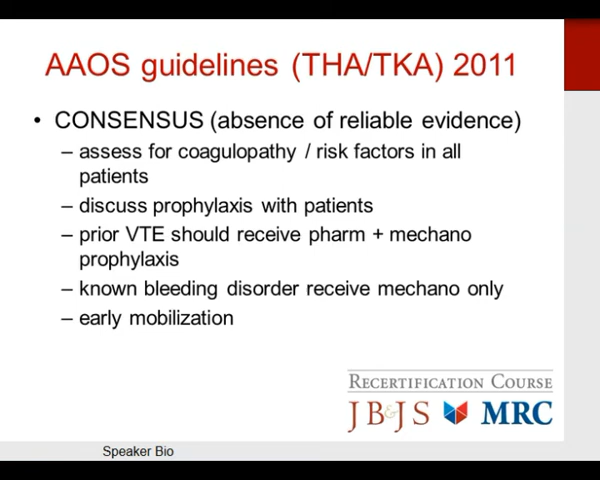 AAOS guidelines (THA/TKA) 2011
• CONSENSUS (absence of reliable evidence)
– assess for coagulopathy / risk factors in all
patients
– discuss prophylaxis with patients
– prior VTE should receive pharm + mechano
prophylaxis
– known bleeding disorder receive mechano only
– early mobilization
RECERTIFICATION COURSE
JB&JS MRC
Speaker Bio